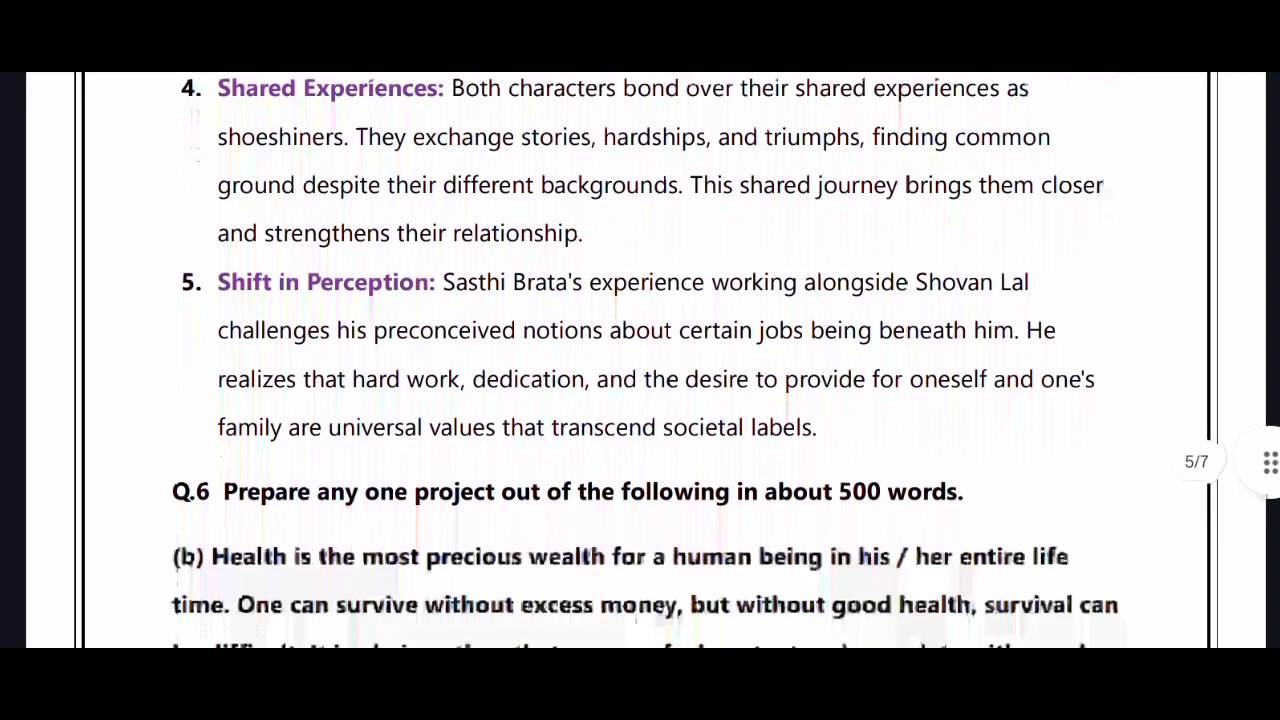 4. Shared Experiences: Both characters bond over their shared experiences as
shoeshiners. They exchange stories, hardships, and triumphs, finding common
ground despite their different backgrounds. This shared journey brings them closer
and strengthens their relationship.
5. Shift in Perception: Sasthi Brata's experience working alongside Shovan Lal
challenges his preconceived notions about certain jobs being beneath him. He
realizes that hard work, dedication, and the desire to provide for oneself and one's
family are universal values that transcend societal labels.
5/7
Q.6 Prepare any one project out of the following in about 500 words.
(b) Health is the most precious wealth for a human being in his / her entire life
time. One can survive without excess money, but without good health, survival can